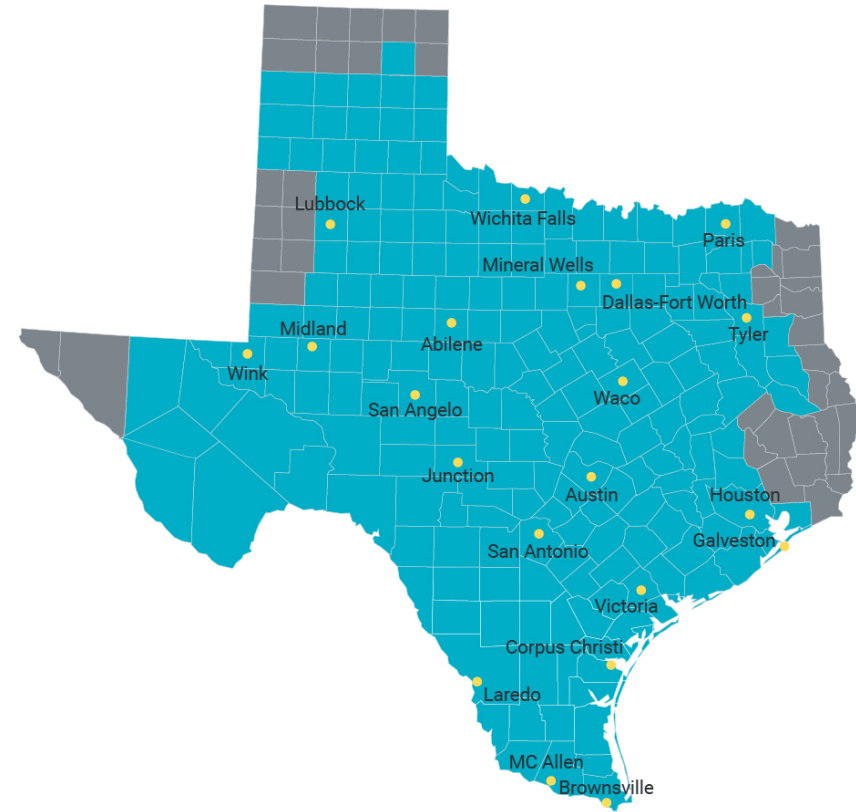 Lubbock
Wichita Falls
Paris
Mineral Wells
Dallas-Fort Worth
Midland
Abilene
Tyler
Wink
San Angelo
Waco
Junction
Austin
Houston
San Antonio
Galveston
Victoria
Corpus Christi
Laredo
MC Allen
Brownsville